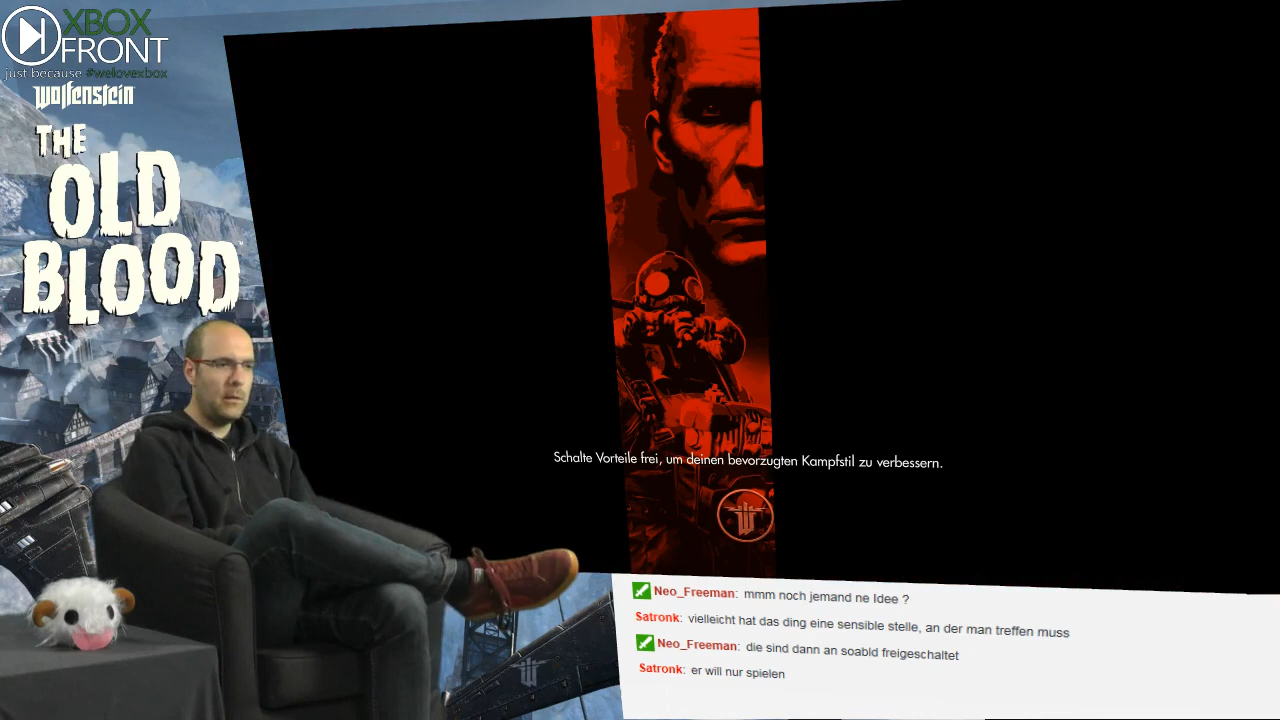 XBOX
FRONT
just because #welovexbox
Wolfenstein
THE
OLD
BLOOD
TM
Schalte Vorteile frei, um deinen bevorzugten Kampfstil zu verbessern.
Neo_Freeman: mmm noch jemand ne Idee ?
Satronk: vielleicht hat das ding eine sensible stelle, an der man treffen muss
Neo_Freeman: die sind dann an soabld freigeschaltet
Satronk: er will nur spielen